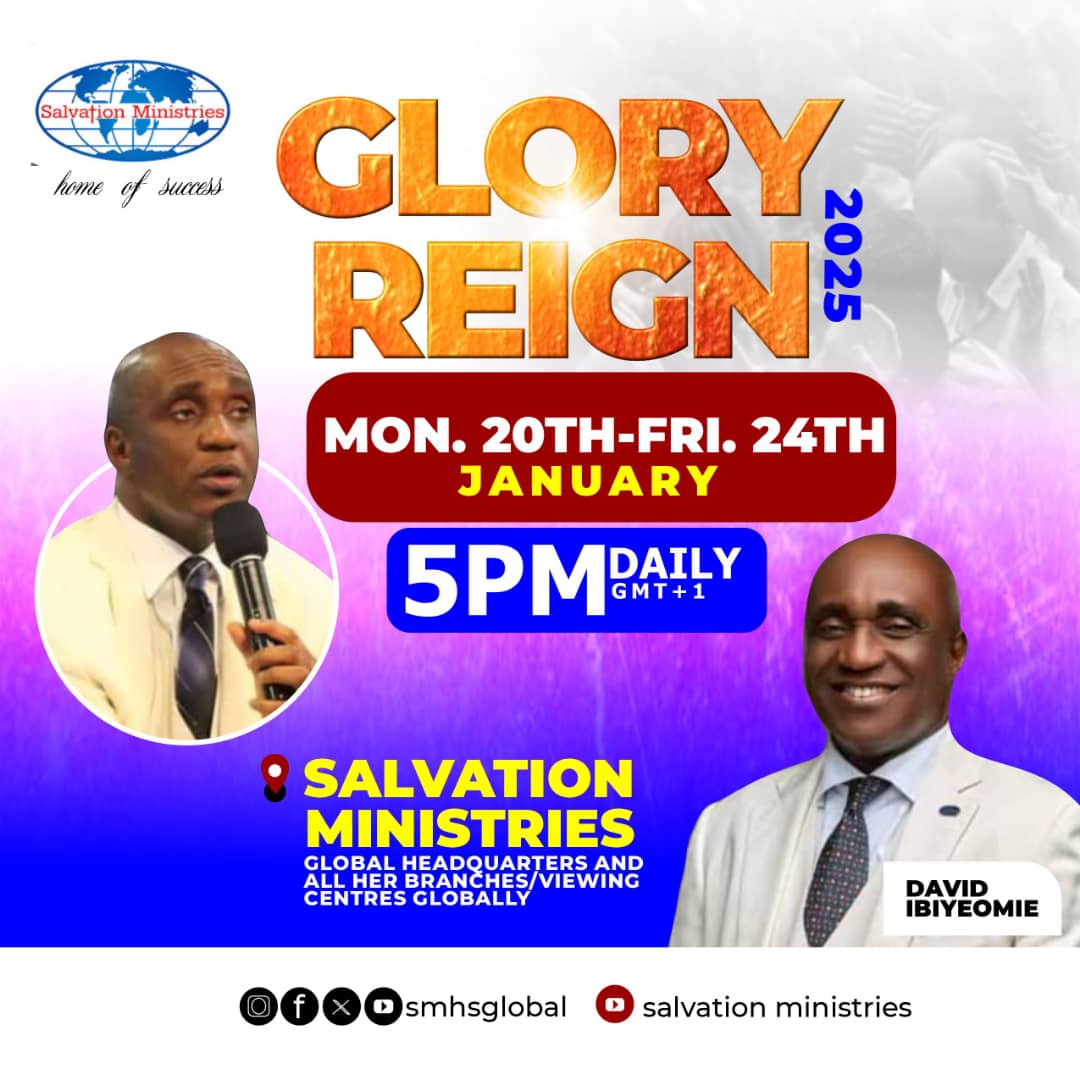 Salvation Ministries
home of success
GLORY
REIGN
2025
MON. 20TH-FRI. 24TH
JANUARY
5PM DAILY
GMT+1
SALVATION
MINISTRIES
GLOBAL HEADQUARTERS AND
ALL HER BRANCHES/VIEWING
CENTRES GLOBALLY
DAVID
IBIYEOMIE
smhsglobal salvation ministries